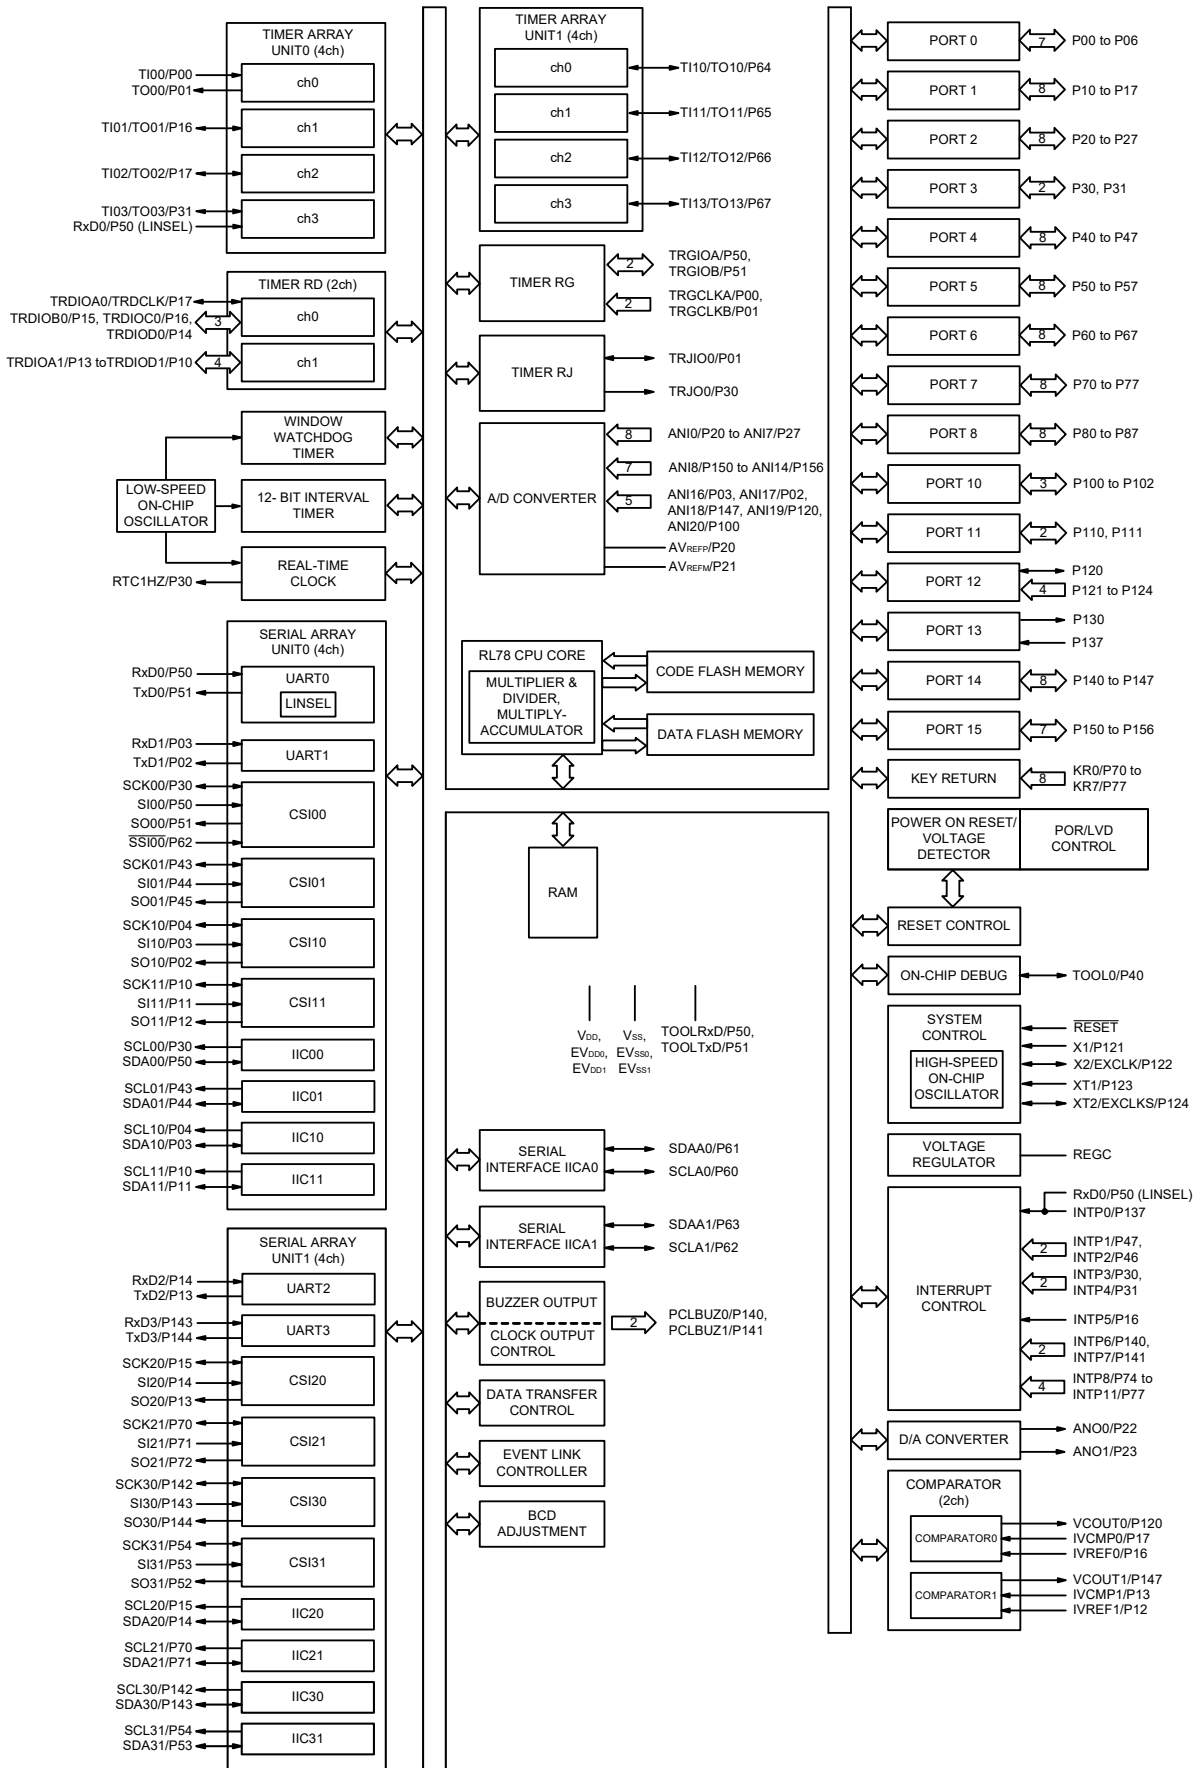 TIMER ARRAY
UNIT0 (4ch)
TI00/P00
TO00/P01
ch0
TI01/TO01/P16
ch1
TI02/TO02/P17
ch2
TI03/TO03/P31
RxD0/P50 (LINSEL)
ch3
TIMER RD (2ch)
TRDIOA0/TRDCLK/P17
TRDIOB0/P15, TRDIOC0/P16,
TRDIOD0/P14
3
ch0
TRDIOA1/P13 toTRDIOD1/P10
4
ch1
WINDOW
WATCHDOG
TIMER
LOW-SPEED
ON-CHIP
OSCILLATOR
12- BIT INTERVAL
TIMER
RTC1HZ/P30
REAL-TIME
CLOCK
SERIAL ARRAY
UNIT0 (4ch)
RxD0/P50
TxD0/P51
UART0
LINSEL
RxD1/P03
TxD1/P02
UART1
SCK00/P30
SI00/P50
SO00/P51
SSI00/P62
CSI00
SCK01/P43
SI01/P44
SO01/P45
CSI01
SCK10/P04
SI10/P03
SO10/P02
CSI10
SCK11/P10
SI11/P11
SO11/P12
CSI11
SCL00/P30
SDA00/P50
IIC00
SCL01/P43
SDA01/P44
IIC01
SCL10/P04
SDA10/P03
IIC10
SCL11/P10
SDA11/P11
IIC11
SERIAL ARRAY
UNIT1 (4ch)
RxD2/P14
TxD2/P13
UART2
RxD3/P143
TxD3/P144
UART3
SCK20/P15
SI20/P14
SO20/P13
CSI20
SCK21/P70
SI21/P71
SO21/P72
CSI21
SCK30/P142
SI30/P143
SO30/P144
CSI30
SCK31/P54
SI31/P53
SO31/P52
CSI31
SCL20/P15
SDA20/P14
IIC20
SCL21/P70
SDA21/P71
IIC21
SCL30/P142
SDA30/P143
IIC30
SCL31/P54
SDA31/P53
IIC31
TIMER ARRAY
UNIT1 (4ch)
ch0
TI10/TO10/P64
ch1
TI11/TO11/P65
ch2
TI12/TO12/P66
ch3
TI13/TO13/P67
TIMER RG
2
TRGIOA/P50,
TRGIOB/P51
2
TRGCLKA/P00,
TRGCLKB/P01
TIMER RJ
TRJIO0/P01
TRJO0/P30
A/D CONVERTER
8
ANI0/P20 to ANI7/P27
7
ANI8/P150 to ANI14/P156
5
ANI16/P03, ANI17/P02,
ANI18/P147, ANI19/P120,
ANI20/P100
AVREFP/P20
AVREFM/P21
RL78 CPU CORE
MULTIPLIER &
DIVIDER,
MULTIPLY-
ACCUMULATOR
CODE FLASH MEMORY
DATA FLASH MEMORY
RAM
VDD,
EVDD0,
EVDD1
VSS,
EVSS0,
EVSS1
TOOLRxD/P50,
TOOLTxD/P51
SERIAL
INTERFACE IICA0
SDAA0/P61
SCLA0/P60
SERIAL
INTERFACE IICA1
SDAA1/P63
SCLA1/P62
BUZZER OUTPUT
CLOCK OUTPUT
CONTROL
2
PCLBUZ0/P140,
PCLBUZ1/P141
DATA TRANSFER
CONTROL
EVENT LINK
CONTROLLER
BCD
ADJUSTMENT
PORT 0
7
P00 to P06
PORT 1
8
P10 to P17
PORT 2
8
P20 to P27
PORT 3
2
P30, P31
PORT 4
8
P40 to P47
PORT 5
8
P50 to P57
PORT 6
8
P60 to P67
PORT 7
8
P70 to P77
PORT 8
8
P80 to P87
PORT 10
3
P100 to P102
PORT 11
2
P110, P111
PORT 12
P120
4
P121 to P124
PORT 13
P130
P137
PORT 14
8
P140 to P147
PORT 15
7
P150 to P156
KEY RETURN
8
KR0/P70 to
KR7/P77
POWER ON RESET/
VOLTAGE
DETECTOR
POR/LVD
CONTROL
RESET CONTROL
ON-CHIP DEBUG
TOOL0/P40
SYSTEM
CONTROL
HIGH-SPEED
ON-CHIP
OSCILLATOR
RESET
X1/P121
X2/EXCLK/P122
XT1/P123
XT2/EXCLKS/P124
VOLTAGE
REGULATOR
REGC
INTERRUPT
CONTROL
RxD0/P50 (LINSEL)
INTP0/P137
2
INTP1/P47,
INTP2/P46
2
INTP3/P30,
INTP4/P31
INTP5/P16
2
INTP6/P140,
INTP7/P141
4
INTP8/P74 to
INTP11/P77
D/A CONVERTER
ANO0/P22
ANO1/P23
COMPARATOR
(2ch)
COMPARATOR0
VCOUT0/P120
IVCMP0/P17
IVREF0/P16
COMPARATOR1
VCOUT1/P147
IVCMP1/P13
IVREF1/P12